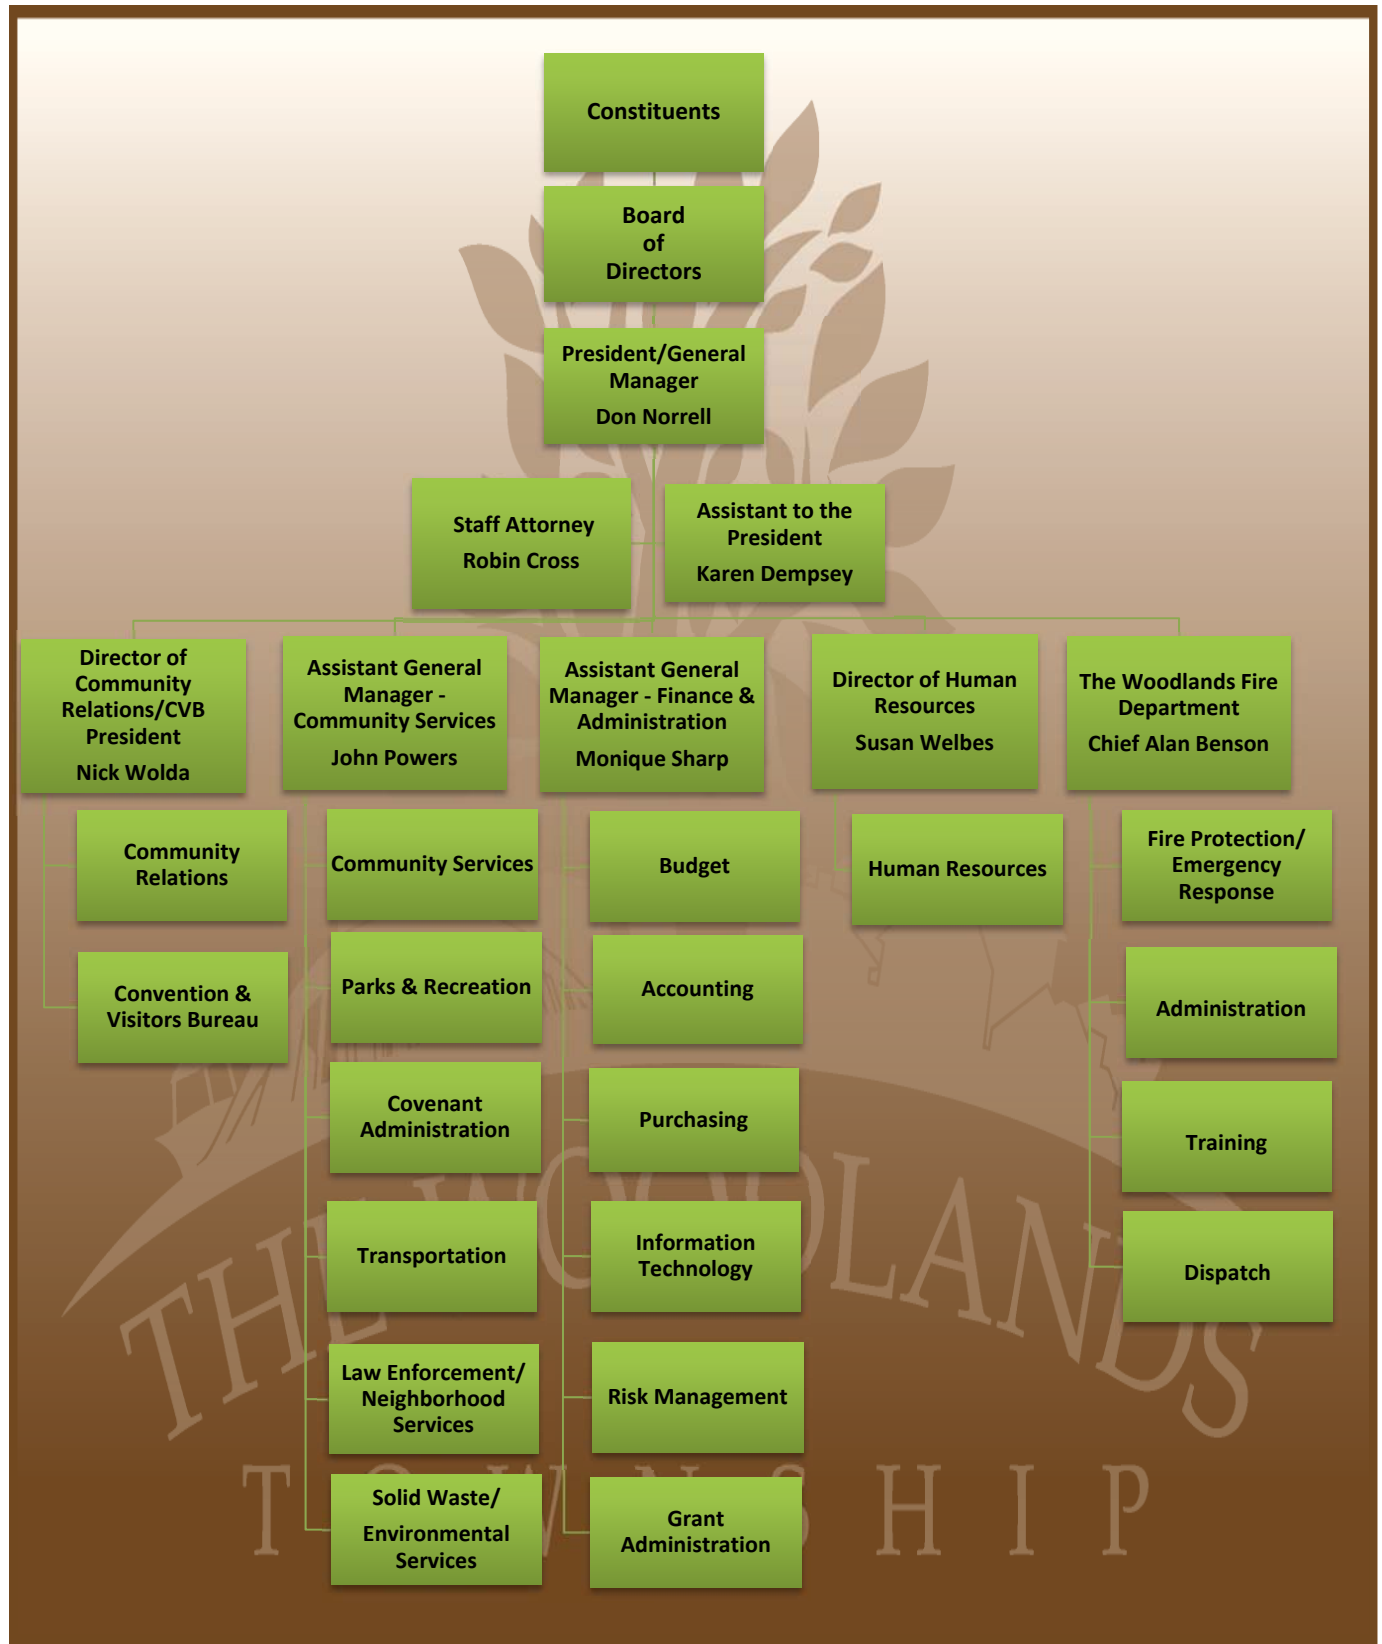 Constituents
Board
of
Directors
President/General
Manager
Don Norrell
Staff Attorney
Robin Cross
Assistant to the
President
Karen Dempsey
Director of
Community
Relations/CVB
President
Nick Wolda
Assistant General
Manager -
Community Services
John Powers
Assistant General
Manager - Finance &
Administration
Monique Sharp
Director of Human
Resources
Susan Welbes
The Woodlands Fire
Department
Chief Alan Benson
Community
Relations
Convention &
Visitors Bureau
Community Services
Parks & Recreation
Covenant
Administration
Transportation
Law Enforcement/
Neighborhood
Services
Solid Waste/
Environmental
Services
Budget
Accounting
Purchasing
Information
Technology
Risk Management
Grant
Administration
Human Resources
Fire Protection/
Emergency
Response
Administration
Training
Dispatch
THE WOODLANDS
TOWNSHIP